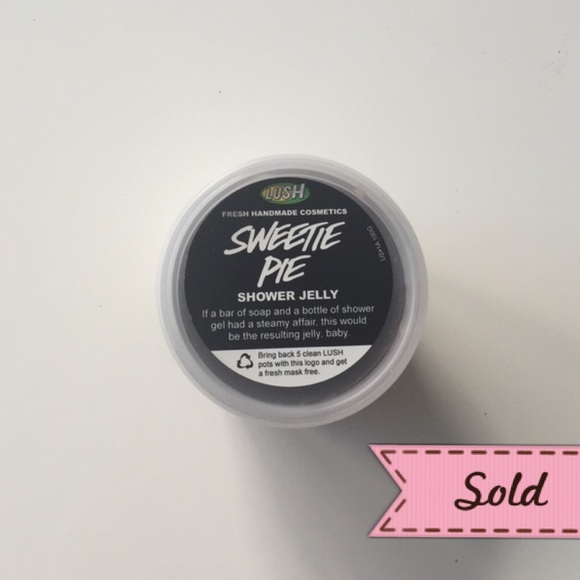 LUSH
FRESH HANDMADE COSMETICS
SWEETIE
PIE
SHOWER JELLY
If a bar of soap and a bottle of shower
gel had a steamy affair, this would
be the resulting jelly, baby.
Bring back 5 clean LUSH
pots with this logo and get
a fresh mask free.
Sold